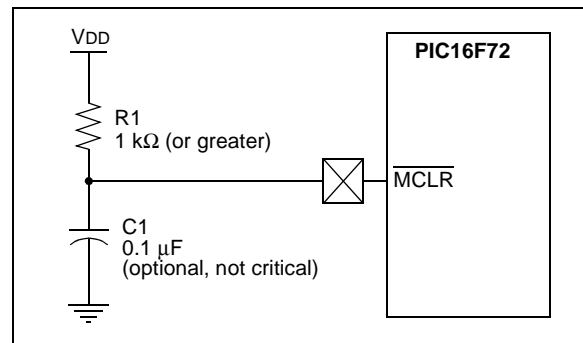 VDD
PIC16F72
R1
1 kΩ (or greater)
MCLR
C1
0.1 μF
(optional, not critical)